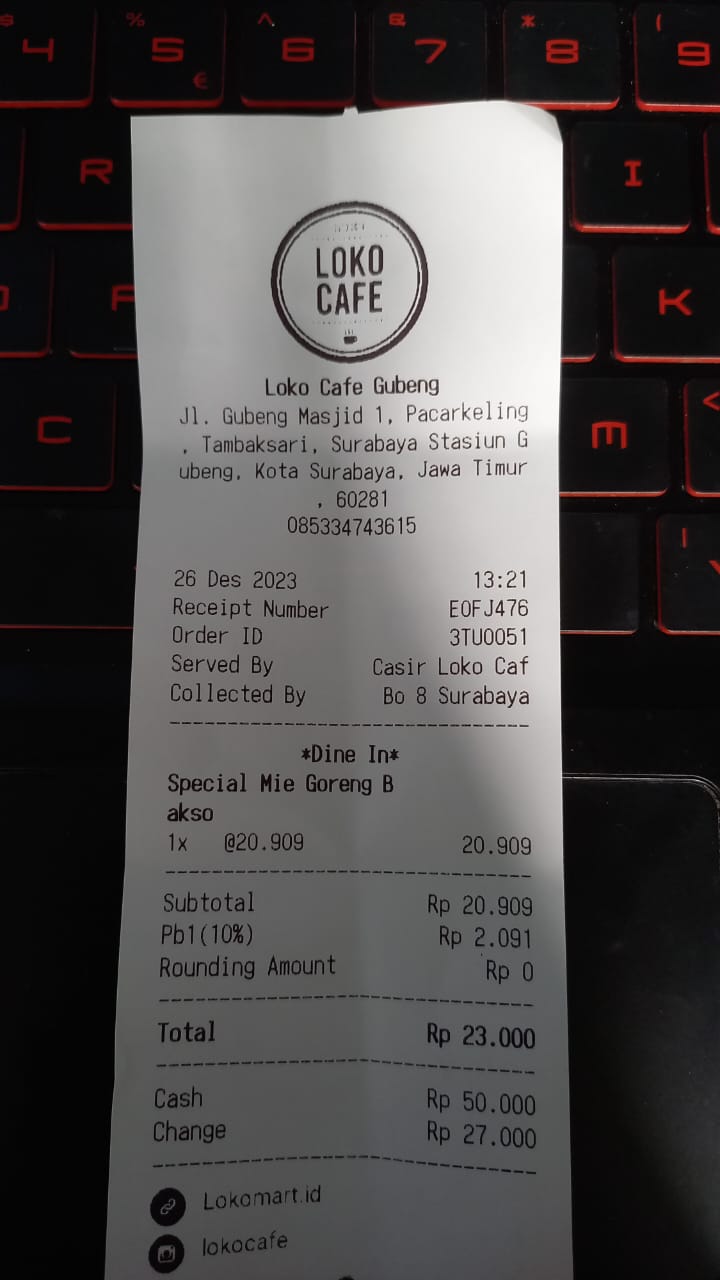 $ % ^ & * (
4 5 6 7 8 9
€
R I
F K
C M <
LOKO
CAFE
Loko Cafe Gubeng
Jl. Gubeng Masjid 1, Pacarkeling
, Tambaksari, Surabaya Stasiun G
ubeng, Kota Surabaya, Jawa Timur
, 60281
085334743615
26 Des 2023 13:21
Receipt Number E0FJ476
Order ID 3TU0051
Served By Casir Loko Caf
Collected By Bo 8 Surabaya
*Dine In*
Special Mie Goreng B
akso
1x @20.909 20.909
Subtotal Rp 20.909
Pb1(10%) Rp 2.091
Rounding Amount Rp 0
Total Rp 23.000
Cash Rp 50.000
Change Rp 27.000
Lokomart.id
lokocafe